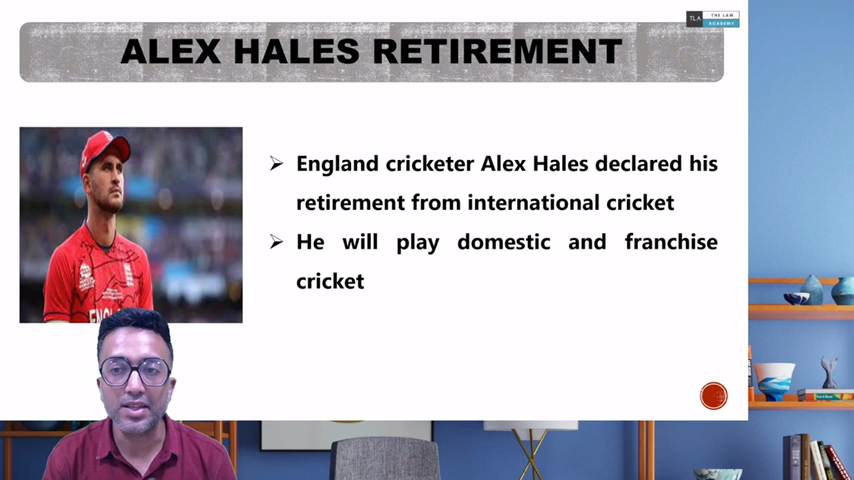 TLA THE LAW
ACADEMY
ALEX HALES RETIREMENT
➢ England cricketer Alex Hales declared his
retirement from international cricket
➢ He will play domestic and franchise
cricket
ENGLA